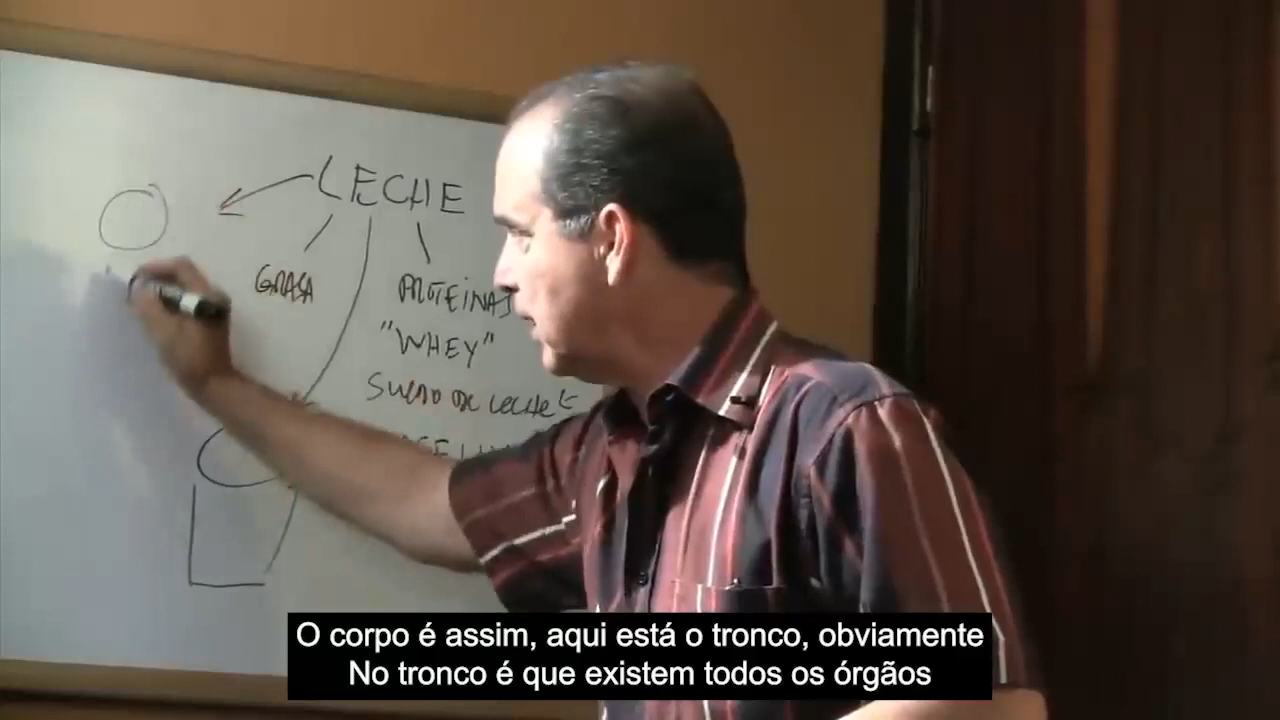 LECHE
GRASA
PROTEINAS
"WHEY"
SUERO DE LECHE
O corpo é assim, aqui está o tronco, obviamente
No tronco é que existem todos os órgãos